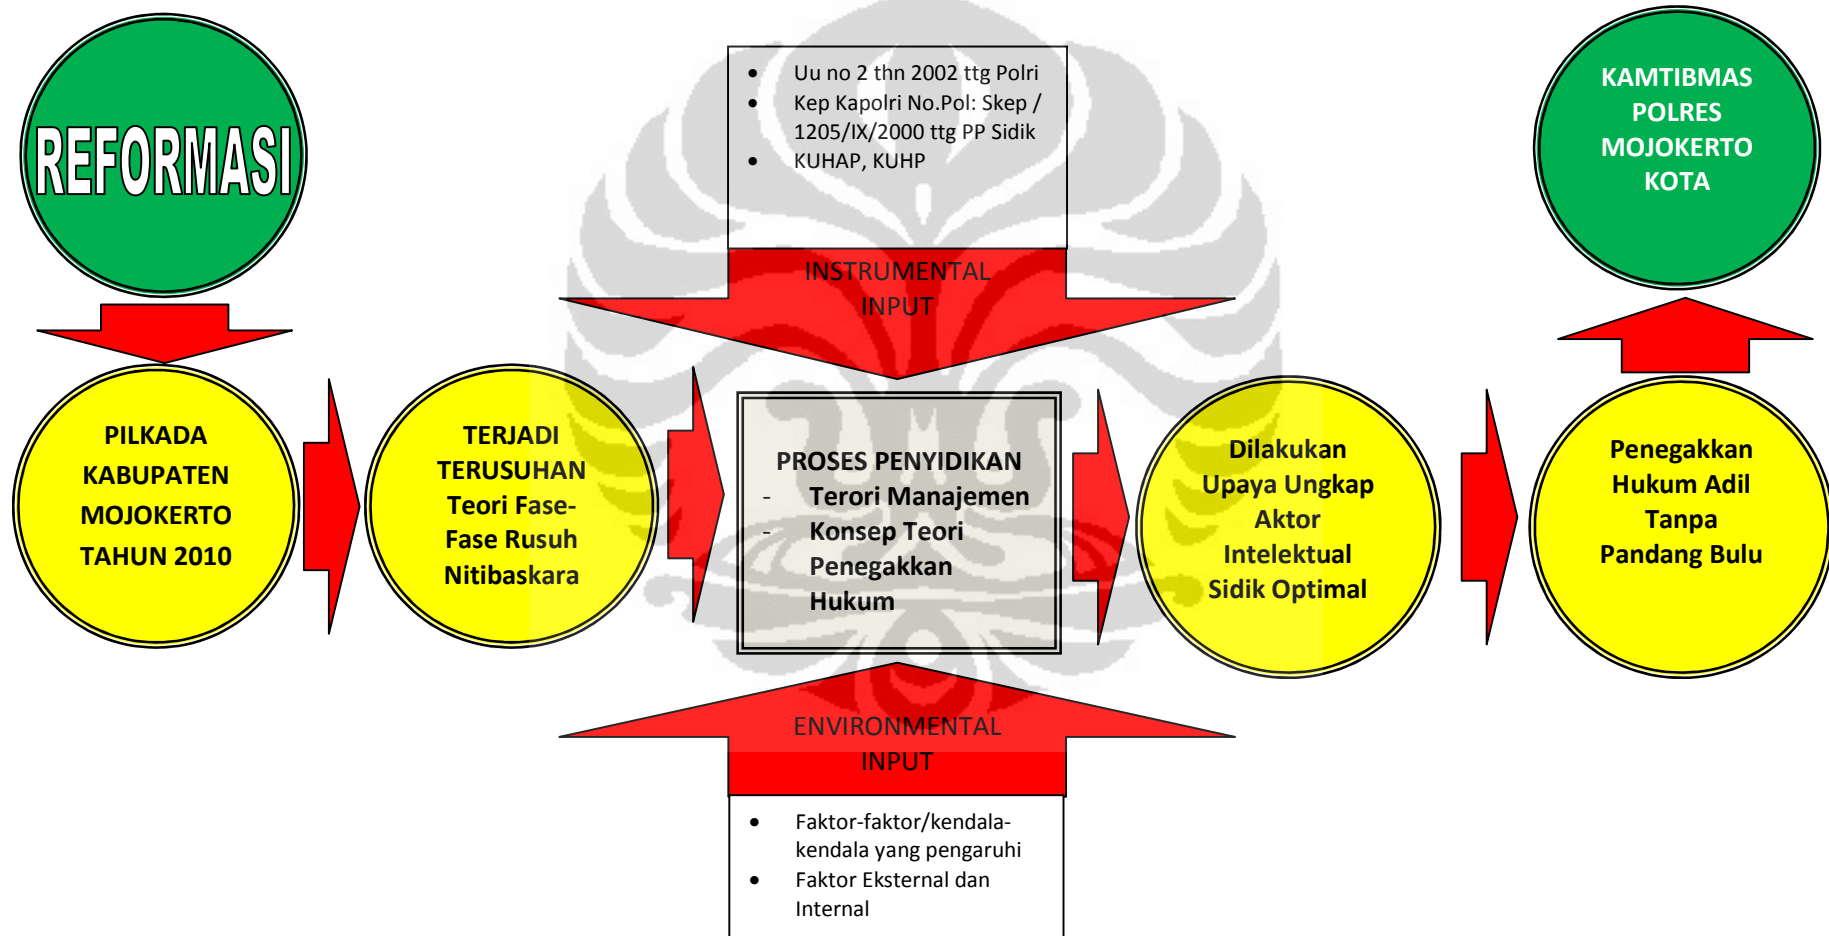 REFORMASI
• Uu no 2 thn 2002 ttg Polri
• Kep Kapolri No.Pol: Skep /
1205/IX/2000 ttg PP Sidik
• KUHAP, KUHP
INSTRUMENTAL
INPUT
KAMTIBMAS
POLRES
MOJOKERTO
KOTA
PILKADA
KABUPATEN
MOJOKERTO
TAHUN 2010
TERJADI
TERUSUHAN
Teori Fase-
Fase Rusuh
Nitibaskara
PROSES PENYIDIKAN
- Terori Manajemen
- Konsep Teori
Penegakkan
Hukum
Dilakukan
Upaya Ungkap
Aktor
Intelektual
Sidik Optimal
Penegakkan
Hukum Adil
Tanpa
Pandang Bulu
ENVIRONMENTAL
INPUT
• Faktor-faktor/kendala-
kendala yang pengaruhi
• Faktor Eksternal dan
Internal